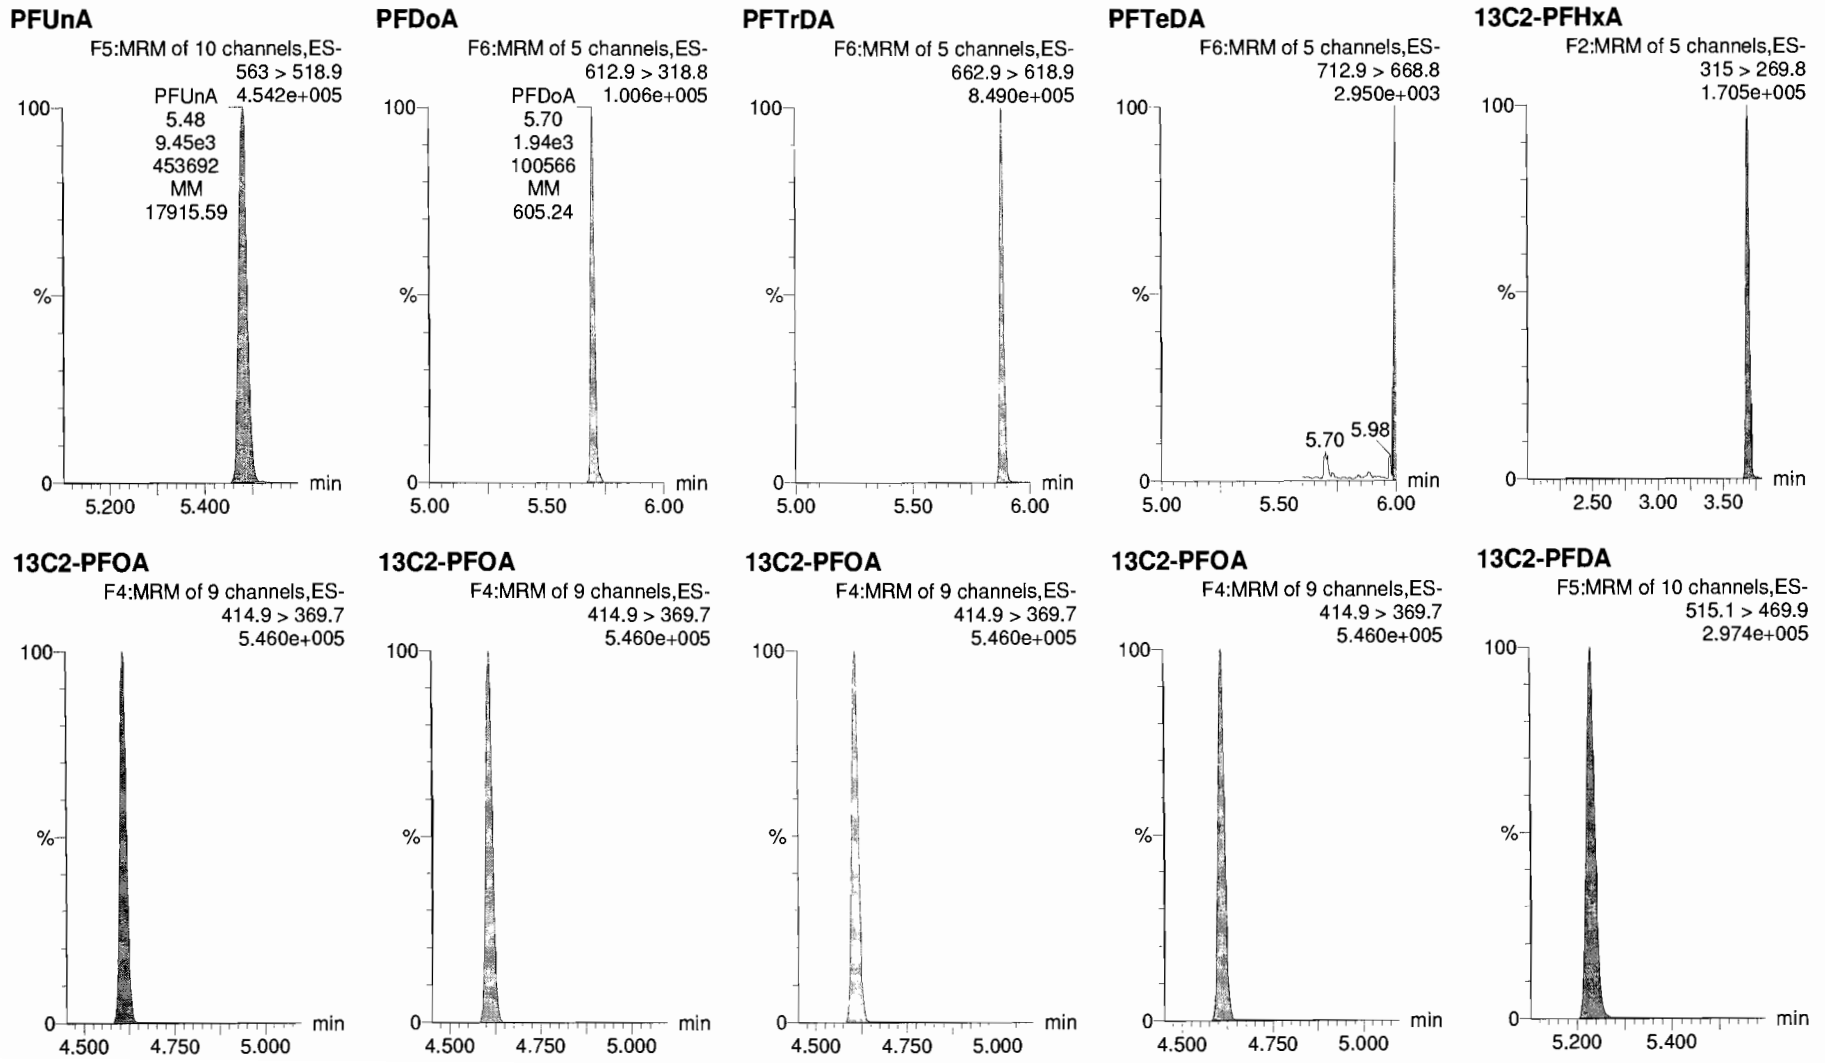 PFUnA
F5:MRM of 10 channels,ES-
563 > 518.9
4.542e+005
PFUnA
5.48
9.45e3
453692
MM
17915.59
100
%
0
5.200
5.400
min
PFDoA
F6:MRM of 5 channels,ES-
612.9 > 318.8
1.006e+005
PFDoA
5.70
1.94e3
100566
MM
605.24
100
%
0
5.00
5.50
6.00
min
PFTrDA
F6:MRM of 5 channels,ES-
662.9 > 618.9
8.490e+005
100
%
0
5.00
5.50
6.00
min
PFTeDA
F6:MRM of 5 channels,ES-
712.9 > 668.8
2.950e+003
100
%
0
5.70
5.98
5.00
5.50
6.00
min
13C2-PFHxA
F2:MRM of 5 channels,ES-
315 > 269.8
1.705e+005
100
%
0
2.50
3.00
3.50
min
13C2-PFOA
F4:MRM of 9 channels,ES-
414.9 > 369.7
5.460e+005
100
%
0
4.500
4.750
5.000
min
13C2-PFOA
F4:MRM of 9 channels,ES-
414.9 > 369.7
5.460e+005
100
%
0
4.500
4.750
5.000
min
13C2-PFOA
F4:MRM of 9 channels,ES-
414.9 > 369.7
5.460e+005
100
%
0
4.500
4.750
5.000
min
13C2-PFOA
F4:MRM of 9 channels,ES-
414.9 > 369.7
5.460e+005
100
%
0
4.500
4.750
5.000
min
13C2-PFDA
F5:MRM of 10 channels,ES-
515.1 > 469.9
2.974e+005
100
%
0
5.200
5.400
min